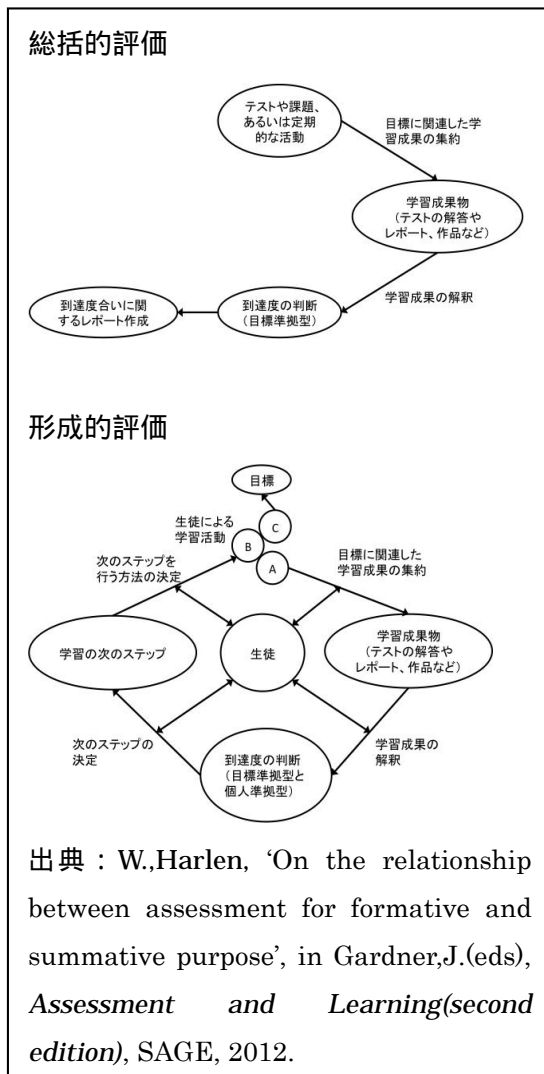 総括的評価
テストや課題、
あるいは定期
的な活動
目標に関連した学
習成果の集約
学習成果物
(テストの解答や
レポート、作品など)
学習成果の解釈
到達度の判断
(目標準拠型)
到達度合いに関
するレポート作成
形成的評価
目標
C
B
A
生徒による
学習活動
次のステップを
行う方法の決定
目標に関連した
学習成果の集約
学習の次のステップ
生徒
学習成果物
(テストの解答や
レポート、作品など)
次のステップの
決定
学習成果の
解釈
到達度の判断
(目標準拠型と
個人準拠型)
出典：W.,Harlen, ‘On the relationship
between assessment for formative and
summative purpose’, in Gardner,J.(eds),
Assessment and Learning(second
edition), SAGE, 2012.